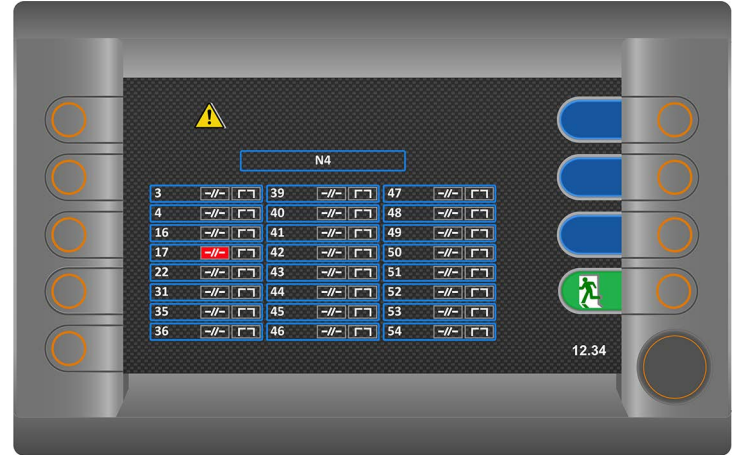 N4
3 -//- 39 -//- 47 -//-
4 -//- 40 -//- 48 -//-
16 -//- 41 -//- 49 -//-
17 -//- 42 -//- 50 -//-
22 -//- 43 -//- 51 -//-
31 -//- 44 -//- 52 -//-
35 -//- 45 -//- 53 -//-
36 -//- 46 -//- 54 -//-
12.34